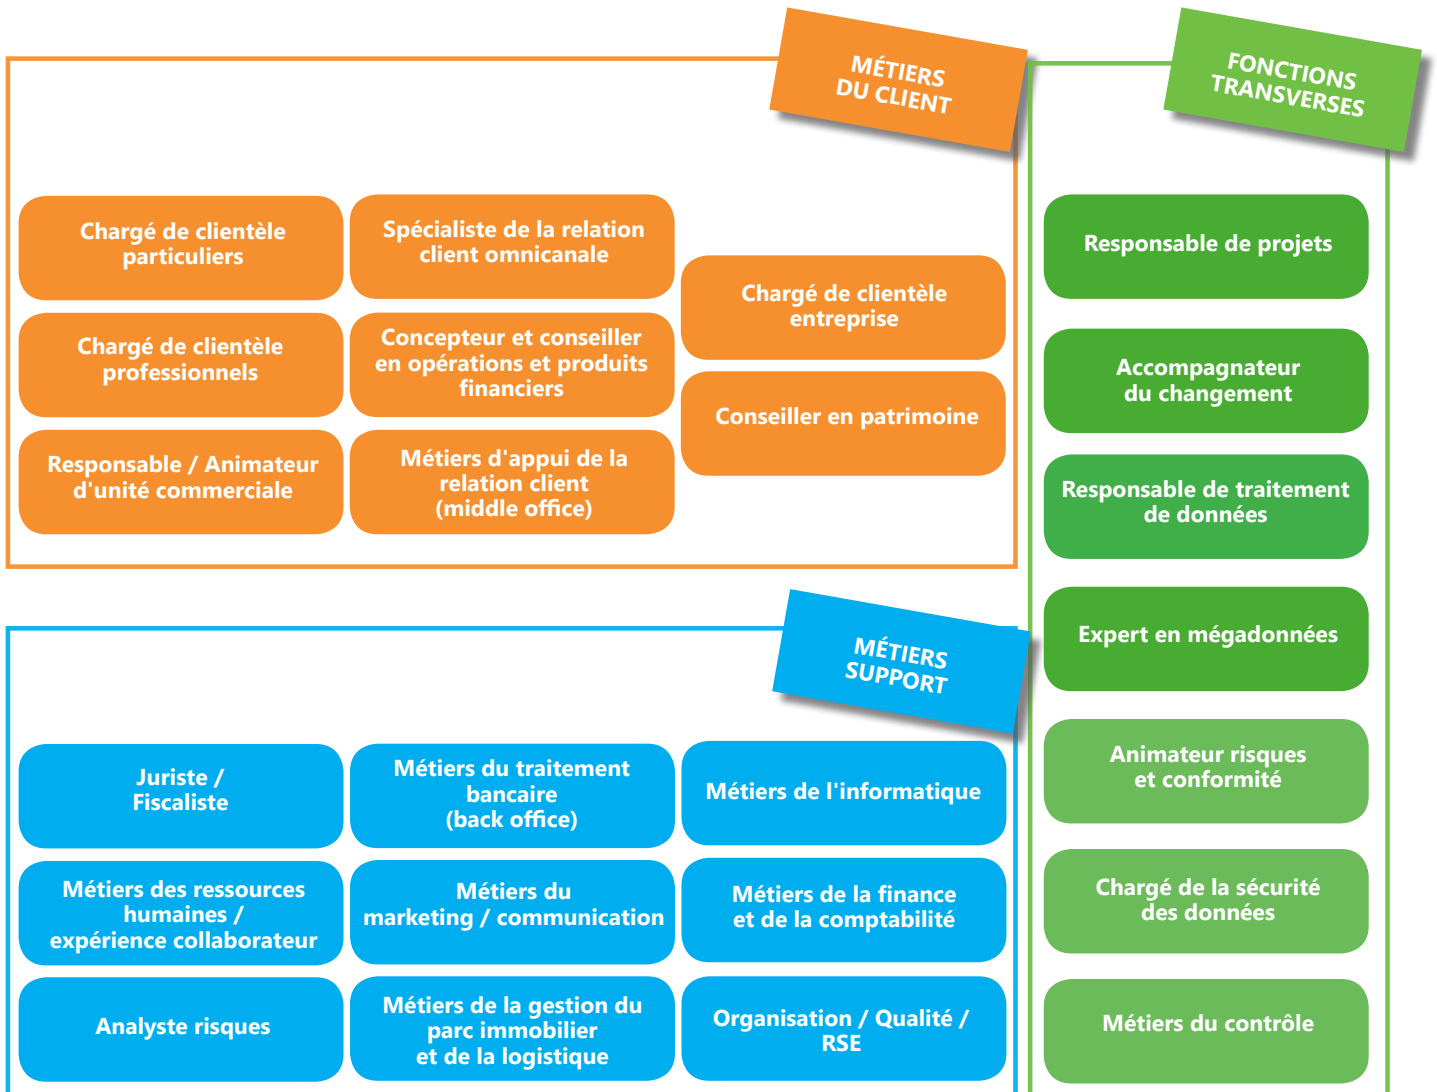 MÉTIERS
DU CLIENT
Chargé de clientèle
particuliers
Spécialiste de la relation
client omnicanale
Chargé de clientèle
entreprise
Chargé de clientèle
professionnels
Concepteur et conseiller
en opérations et produits
financiers
Conseiller en patrimoine
Responsable / Animateur
d'unité commerciale
Métiers d'appui de la
relation client
(middle office)
MÉTIERS
SUPPORT
Juriste /
Fiscaliste
Métiers du traitement
bancaire
(back office)
Métiers de l'informatique
Métiers des ressources
humaines /
expérience collaborateur
Métiers du
marketing / communication
Métiers de la finance
et de la comptabilité
Analyste risques
Métiers de la gestion du
parc immobilier
et de la logistique
Organisation / Qualité /
RSE
FONCTIONS
TRANSVERSES
Responsable de projets
Accompagnateur
du changement
Responsable de traitement
de données
Expert en mégadonnées
Animateur risques
et conformité
Chargé de la sécurité
des données
Métiers du contrôle